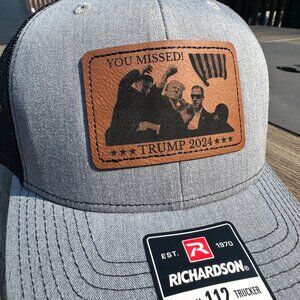 YOU MISSED!
★★★ TRUMP 2024 ★★★
EST. R 1970
RICHARDSON®
112 TRUCKER